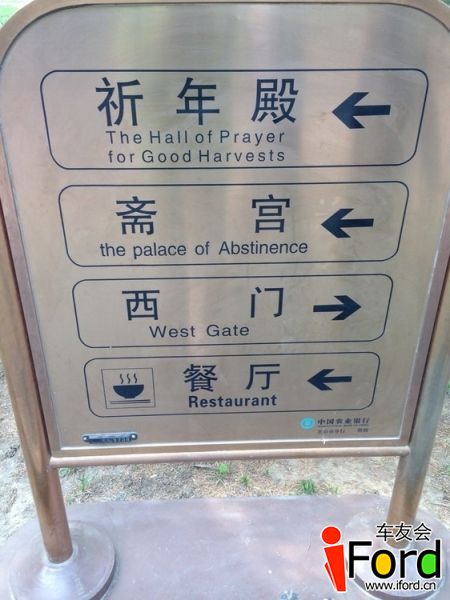 祈年殿
The Hall of Prayer
for Good Harvests
斋宫
the palace of Abstinence
西门
West Gate
餐厅
Restaurant
中国农业银行
车友会
iFord
www.iford.cn